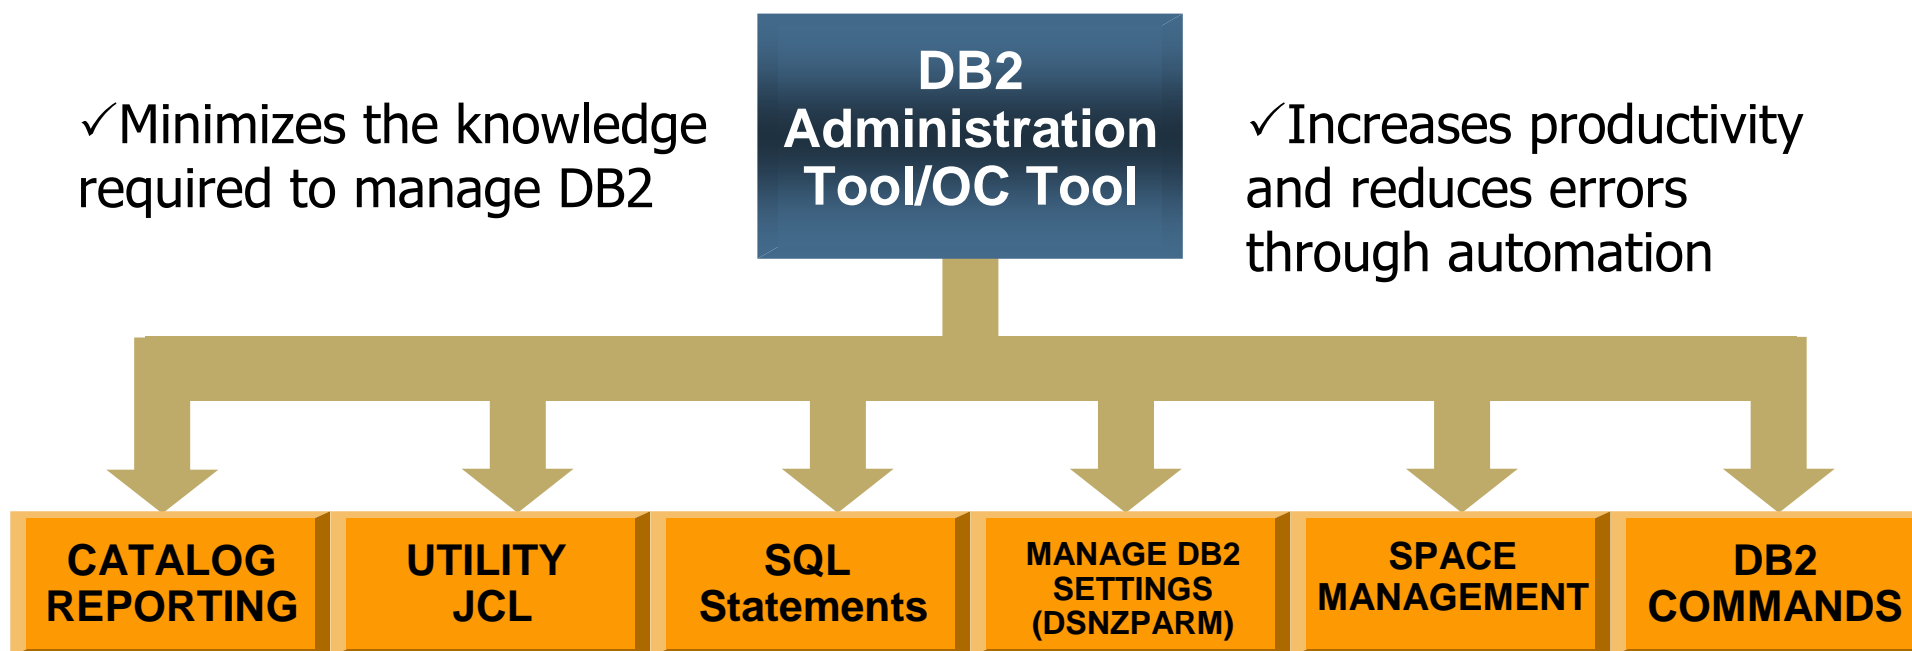 DB2
Administration
Tool/OC Tool
✓Minimizes the knowledge
required to manage DB2
✓Increases productivity
and reduces errors
through automation
CATALOG
REPORTING
UTILITY
JCL
SQL
Statements
MANAGE DB2
SETTINGS
(DSNZPARM)
SPACE
MANAGEMENT
DB2
COMMANDS